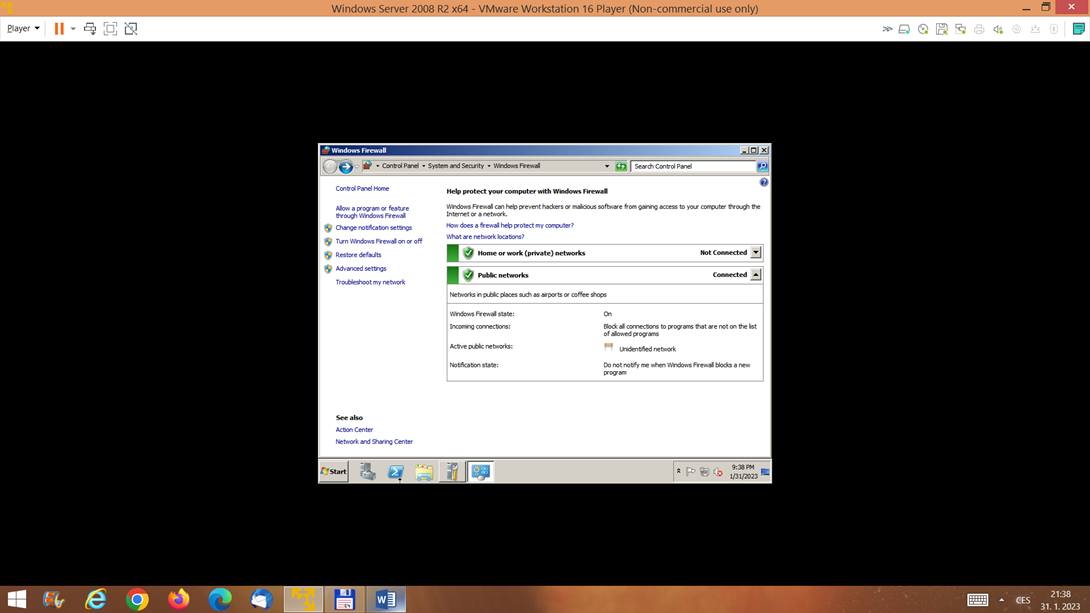 Windows Server 2008 R2 x64 - VMware Workstation 16 Player (Non-commercial use only)
Player
Windows Firewall
Control Panel
System and Security
Windows Firewall
Search Control Panel
Control Panel Home
Allow a program or feature
through Windows Firewall
Change notification settings
Turn Windows Firewall on or off
Restore defaults
Advanced settings
Troubleshoot my network
See also
Action Center
Network and Sharing Center
Help protect your computer with Windows Firewall
Windows Firewall can help prevent hackers or malicious software from gaining access to your computer through the
Internet or a network.
How does a firewall help protect my computer?
What are network locations?
Home or work (private) networks Not Connected
Public networks Connected
Networks in public places such as airports or coffee shops
Windows Firewall state: On
Incoming connections: Block all connections to programs that are not on the list
of allowed programs
Active public networks: Unidentified network
Notification state: Do not notify me when Windows Firewall blocks a new
program
Start
9:38 PM
1/31/2023
CES
21:38
31. 1. 2023